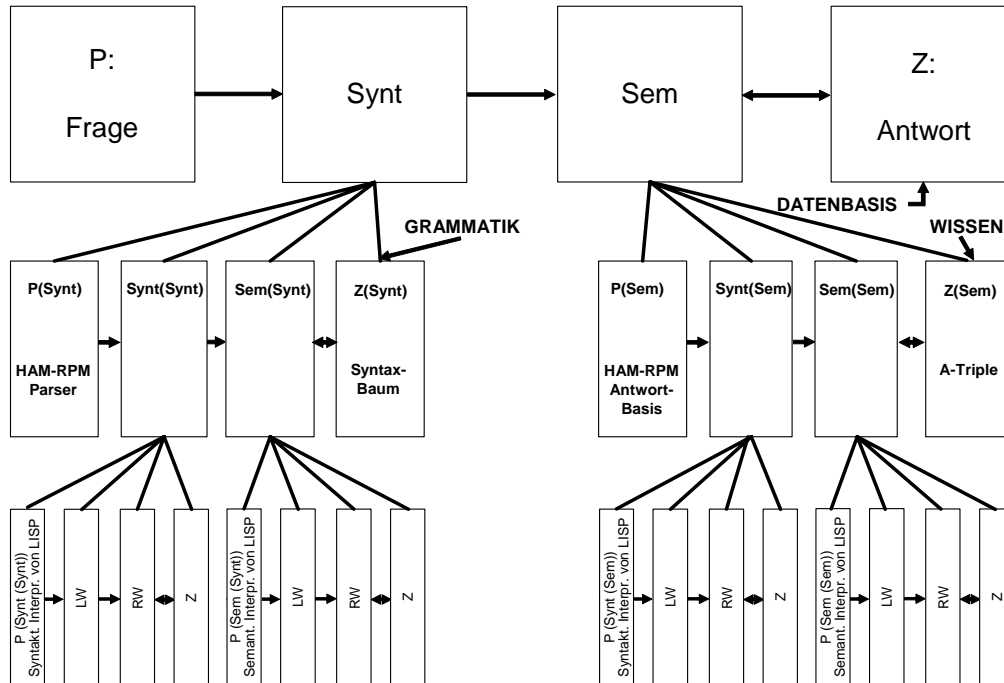 P:
Frage
Synt
Sem
Z:
Antwort
DATENBASIS
GRAMMATIK
WISSEN
P(Synt)
HAM-RPM
Parser
Synt(Synt)
Sem(Synt)
Z(Synt)
Syntax-
Baum
P(Sem)
HAM-RPM
Antwort-
Basis
Synt(Sem)
Sem(Sem)
Z(Sem)
A-Triple
P (Synt (Synt))
Syntakt. Interpr. von LISP
LW
RW
Z
P (Sem (Synt))
Semant. Interpr. von LISP
LW
RW
Z
P (Synt (Sem))
Syntakt. Interpr. von LISP
LW
RW
Z
P (Sem (Sem))
Semant. Interpr. von LISP
LW
RW
Z